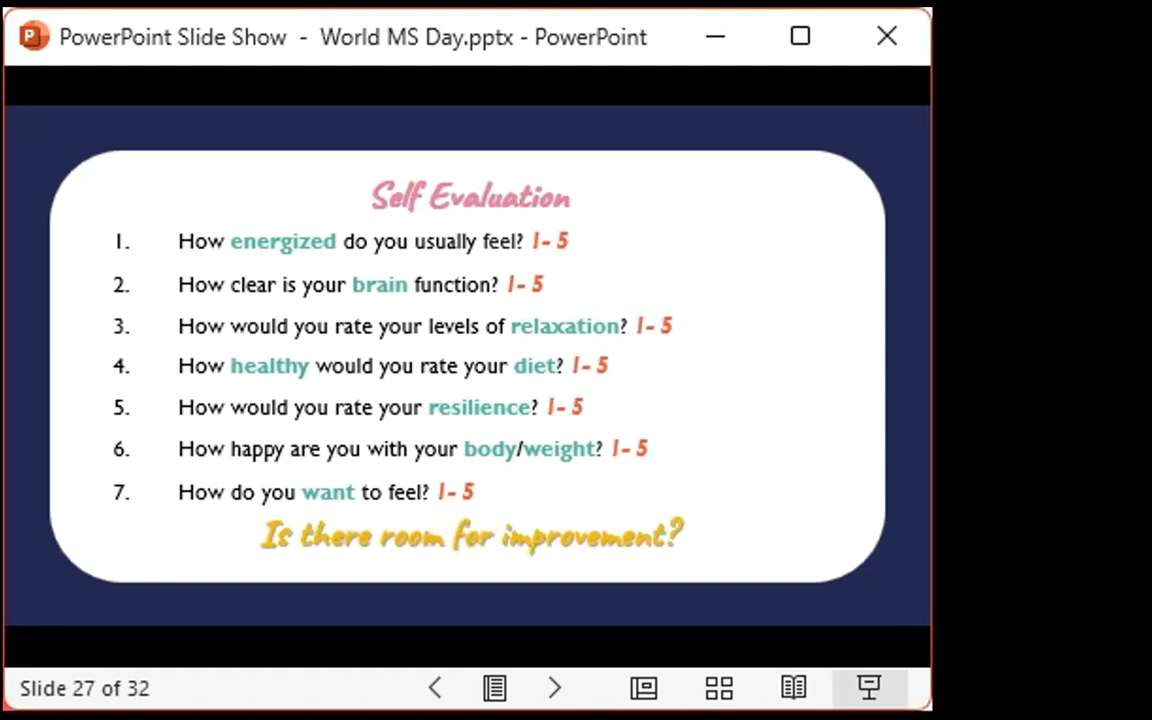 PowerPoint Slide Show - World MS Day.pptx - PowerPoint
Self Evaluation
1. How energized do you usually feel? 1- 5
2. How clear is your brain function? 1- 5
3. How would you rate your levels of relaxation? 1- 5
4. How healthy would you rate your diet? 1- 5
5. How would you rate your resilience? 1- 5
6. How happy are you with your body/weight? 1- 5
7. How do you want to feel? 1- 5
Is there room for improvement?
Slide 27 of 32